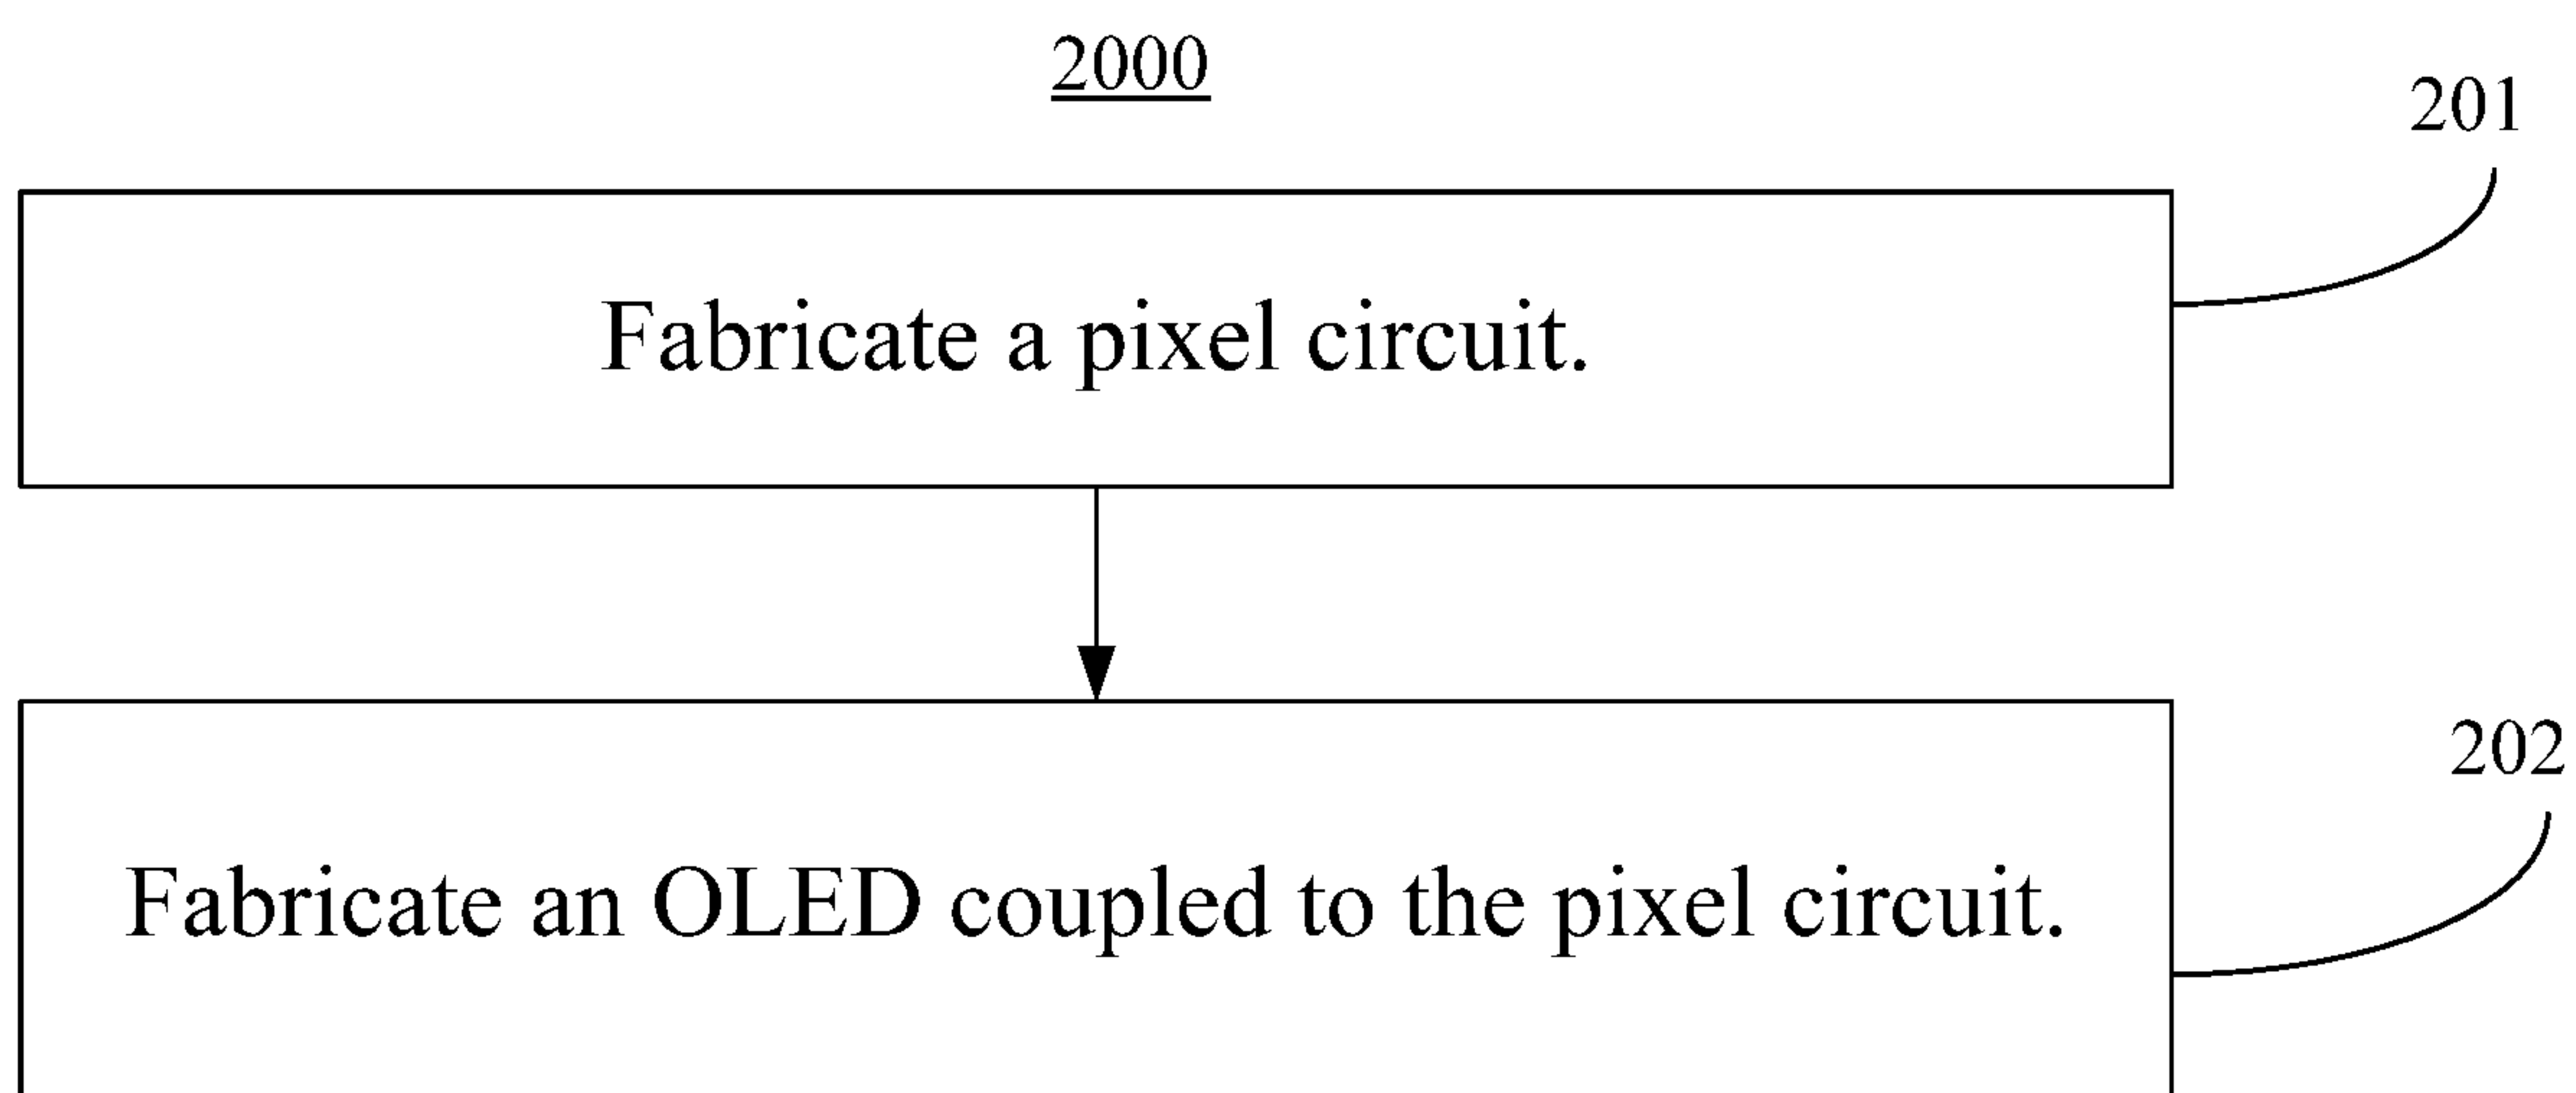 2000
201
Fabricate a pixel circuit.
202
Fabricate an OLED coupled to the pixel circuit.